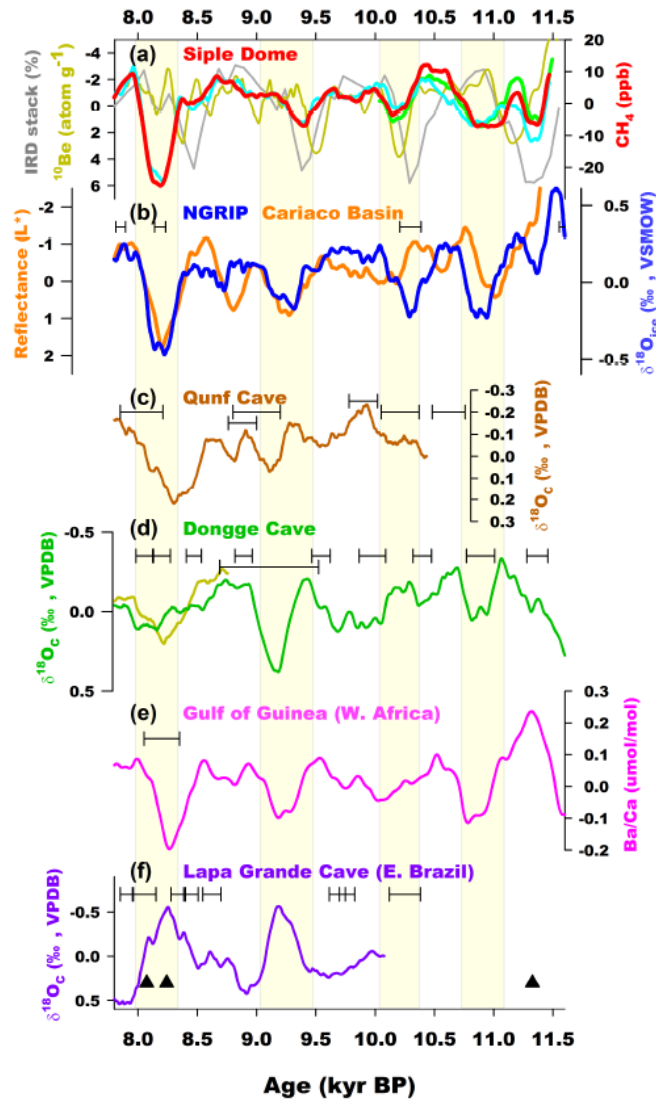 8.0 8.5 9.0 9.5 10.0 10.5 11.0 11.5
(a) Siple Dome
IRD stack (%)
¹⁰Be (atom g⁻¹)
-4
-2
0
2
4
6
20
10
0
-10
-20
CH₄ (ppb)
(b) NGRIP Cariaco Basin
Reflectance (L*)
-2
-1
0
1
2
0.5
0.0
-0.5
δ¹⁸Oice (‰, VSMOW)
(c) Qunf Cave
-0.3
-0.2
-0.1
0.0
0.1
0.2
0.3
δ¹⁸OC (‰, VPDB)
(d) Dongge Cave
δ¹⁸OC (‰, VPDB)
-0.5
0.0
0.5
(e) Gulf of Guinea (W. Africa)
0.3
0.2
0.1
0.0
-0.1
-0.2
Ba/Ca (umol/mol)
(f) Lapa Grande Cave (E. Brazil)
δ¹⁸OC (‰, VPDB)
-0.5
0.0
0.5
8.0 8.5 9.0 9.5 10.0 10.5 11.0 11.5
Age (kyr BP)